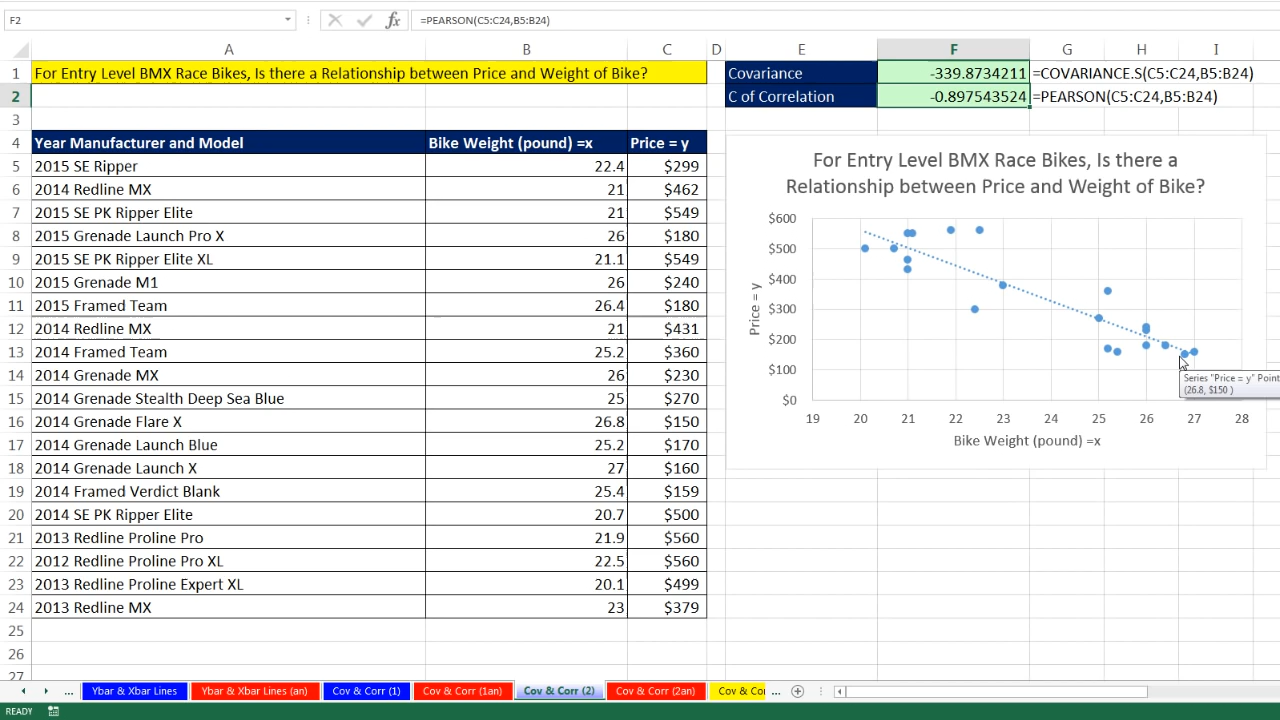 F2 fx =PEARSON(C5:C24,B5:B24)
A B C D E F G H I
1 For Entry Level BMX Race Bikes, Is there a Relationship between Price and Weight of Bike? Covariance -339.8734211 =COVARIANCE.S(C5:C24,B5:B24)
2 C of Correlation -0.897543524 =PEARSON(C5:C24,B5:B24)
3
4 Year Manufacturer and Model Bike Weight (pound) =x Price = y
5 2015 SE Ripper 22.4 $299
6 2014 Redline MX 21 $462
7 2015 SE PK Ripper Elite 21 $549
8 2015 Grenade Launch Pro X 26 $180
9 2015 SE PK Ripper Elite XL 21.1 $549
10 2015 Grenade M1 26 $240
11 2015 Framed Team 26.4 $180
12 2014 Redline MX 21 $431
13 2014 Framed Team 25.2 $360
14 2014 Grenade MX 26 $230
15 2014 Grenade Stealth Deep Sea Blue 25 $270
16 2014 Grenade Flare X 26.8 $150
17 2014 Grenade Launch Blue 25.2 $170
18 2014 Grenade Launch X 27 $160
19 2014 Framed Verdict Blank 25.4 $159
20 2014 SE PK Ripper Elite 20.7 $500
21 2013 Redline Proline Pro 21.9 $560
22 2012 Redline Proline Pro XL 22.5 $560
23 2013 Redline Proline Expert XL 20.1 $499
24 2013 Redline MX 23 $379
25
26
27
For Entry Level BMX Race Bikes, Is there a
Relationship between Price and Weight of Bike?
Price = y
$600
$500
$400
$300
$200
$100
$0
19 20 21 22 23 24 25 26 27 28
Bike Weight (pound) =x
Series "Price = y" Point
(26.8, $150 )
... Ybar & Xbar Lines Ybar & Xbar Lines (an) Cov & Corr (1) Cov & Corr (1an) Cov & Corr (2) Cov & Corr (2an) Cov & Co ...
READY